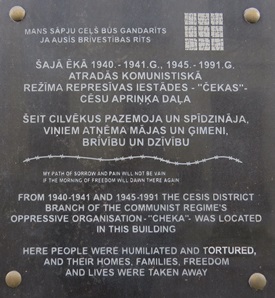 MANS SĀPJU CEĻŠ BŪS GANDARĪTS
JA AUSĪS BRĪVESTĪBAS RĪTS
ŠAJĀ ĒKĀ 1940.-1941.G., 1945.-1991.G.
ATRADĀS KOMUNISTISKĀ
REŽĪMA REPRESĪVAS IESTĀDES - "ČEKAS"-
CĒSU APRIŅĶA DAĻA
ŠEIT CILVĒKUS PAZEMOJA UN SPĪDZINĀJA,
VIŅIEM ATŅĒMA MĀJAS UN ĢIMENI,
BRĪVĪBU UN DZĪVĪBU
MY PATH OF SORROW AND PAIN WILL NOT BE VAIN
IF THE MORNING OF FREEDOM WILL DAWN THERE AGAIN
FROM 1940-1941 AND 1945-1991 THE CESIS DISTRICT
BRANCH OF THE COMMUNIST REGIME'S
OPPRESSIVE ORGANISATION - "CHEKA"- WAS LOCATED
IN THIS BUILDING
HERE PEOPLE WERE HUMILIATED AND TORTURED,
AND THEIR HOMES, FAMILIES, FREEDOM
AND LIVES WERE TAKEN AWAY